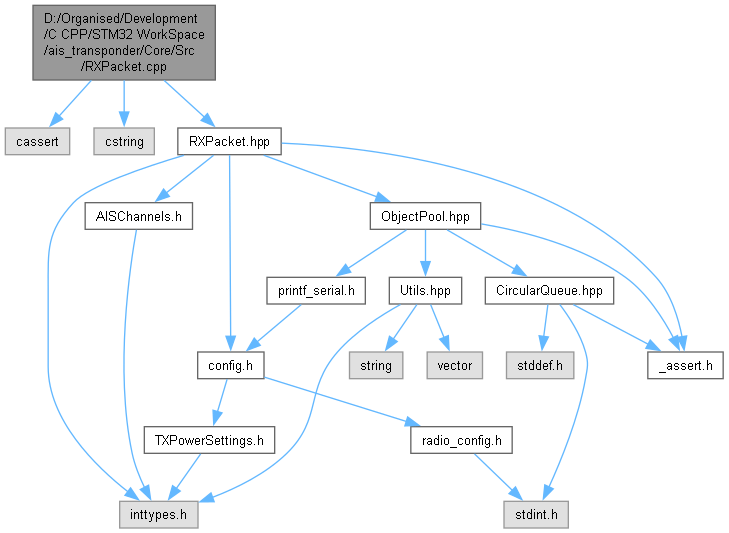 D:/Organised/Development
/C CPP/STM32 WorkSpace
/ais_transponder/Core/Src
/RXPacket.cpp
cassert
cstring
RXPacket.hpp
AISChannels.h
ObjectPool.hpp
printf_serial.h
Utils.hpp
CircularQueue.hpp
config.h
string
vector
stddef.h
_assert.h
TXPowerSettings.h
radio_config.h
inttypes.h
stdint.h